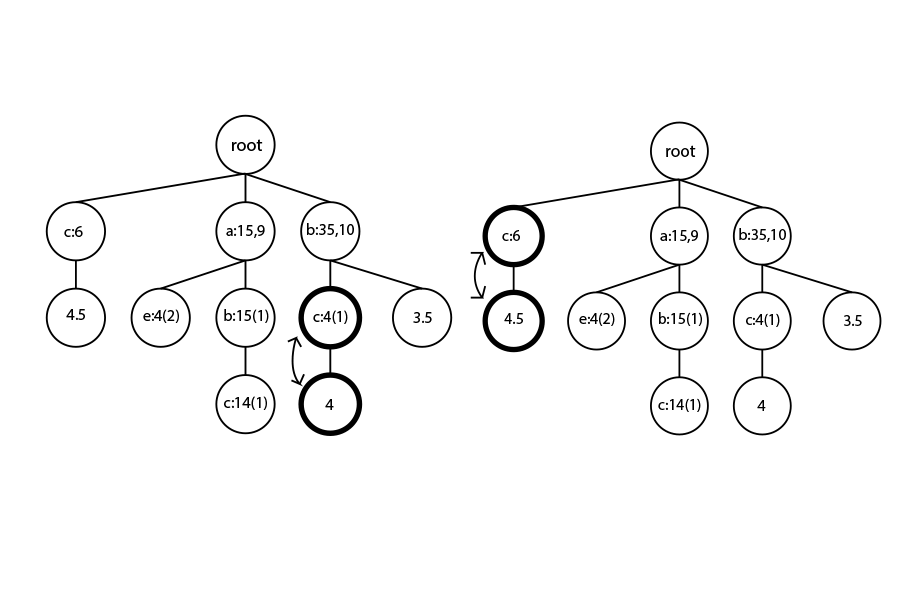 root
c:6
a:15,9
b:35,10
4.5
e:4(2)
b:15(1)
c:4(1)
3.5
c:14(1)
4
root
c:6
a:15,9
b:35,10
4.5
e:4(2)
b:15(1)
c:4(1)
3.5
c:14(1)
4